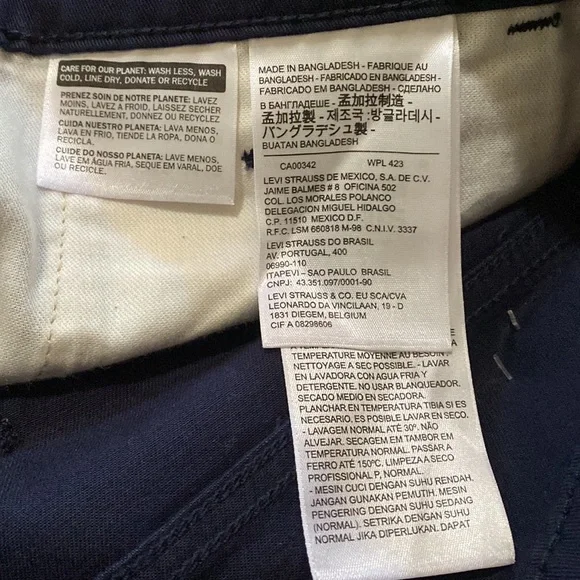 CARE FOR OUR PLANET: WASH LESS, WASH
COLD, LINE DRY, DONATE OR RECYCLE
PRENEZ SOIN DE NOTRE PLANETE: LAVEZ
MOINS, LAVEZ A FROID, LAISSEZ SECHER
NATURELLEMENT, DONNEZ OU RECYCLEZ
CUIDA NUESTRO PLANETA: LAVA MENOS,
LAVA EN FRIO, TIENDE LA ROPA, DONA O
RECICLA.
CUIDE DO NOSSO PLANETA: LAVE MENOS,
LAVE EM ÁGUA FRIA, SEQUE EM VARAL, DOE
OU RECICLE.
MADE IN BANGLADESH - FABRIQUE AU
BANGLADESH - FABRICADO EN BANGLADESH -
FABRICADO EM BANGLADESH - СДЕЛАНО
В БАНГЛАДЕШЕ - 孟加拉制造 -
孟加拉製 - 제조국 :방글라데시 -
バングラデシュ製 -
BUATAN BANGLADESH
CA00342 WPL 423
LEVI STRAUSS DE MEXICO, S.A. DE C.V.
JAIME BALMES # 8 OFICINA 502
COL. LOS MORALES POLANCO
DELEGACION MIGUEL HIDALGO
C.P. 11510 MEXICO D.F.
R.F.C. LSM 660818 M-98 C.N.I.V. 3337
LEVI STRAUSS DO BRASIL
AV. PORTUGAL, 400
06990-110
ITAPEVI – SAO PAULO BRASIL
CNPJ: 43.351.097/0001-90
LEVI STRAUSS & CO. EU SCA/CVA
LEONARDO DA VINCILAAN, 19 - D
1831 DIEGEM, BELGIUM
CIF A 08298606
TEMPERATURE MOYENNE AU BESOIN
NETTOYAGE A SEC POSSIBLE. - LAVAR
EN LAVADORA CON AGUA FRIA Y
DETERGENTE. NO USAR BLANQUEADOR.
SECADO MEDIO EN SECADORA.
PLANCHAR EN TEMPERATURA TIBIA SI ES
NECESARIO. ES POSIBLE LAVAR EN SECO.
- LAVAGEM NORMAL ATÉ 30º. NÃO
ALVEJAR. SECAGEM EM TAMBOR EM
TEMPERATURA NORMAL. PASSAR A
FERRO ATÉ 150ºC. LIMPEZA A SECO
PROFISSIONAL P, NORMAL.
- MESIN CUCI DENGAN SUHU RENDAH.
JANGAN GUNAKAN PEMUTIH. MESIN
PENGERING DENGAN SUHU SEDANG
(NORMAL). SETRIKA DENGAN SUHU
NORMAL JIKA DIPERLUKAN. DAPAT